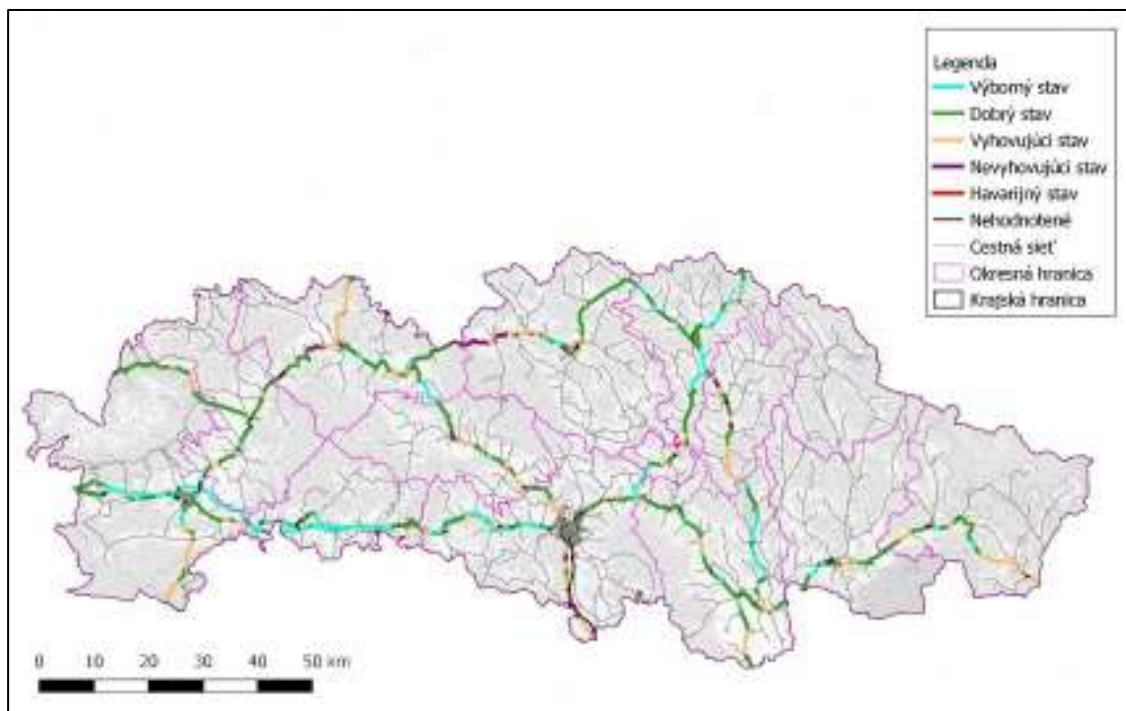 Legenda
Výborný stav
Dobrý stav
Vyhovujúci stav
Nevyhovujúci stav
Havarijný stav
Nehodnotené
Cestná sieť
Okresná hranica
Krajská hranica
0 10 20 30 40 50 km